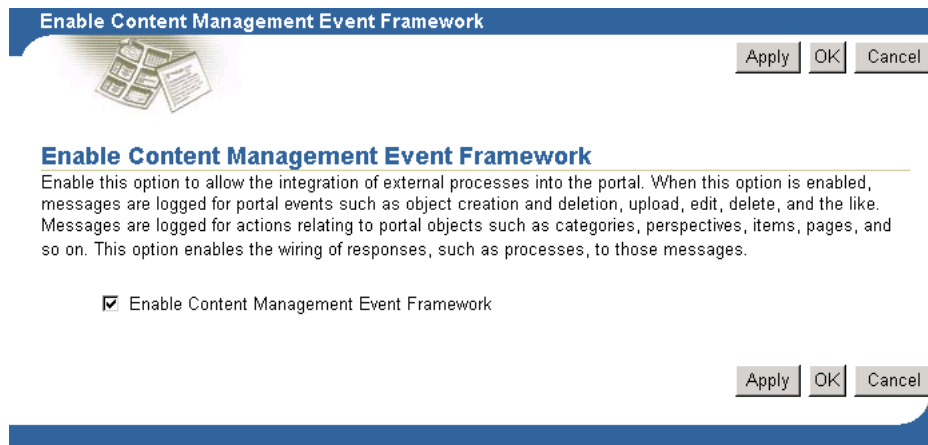 Enable Content Management Event Framework
Apply OK Cancel
Enable Content Management Event Framework
Enable this option to allow the integration of external processes into the portal. When this option is enabled,
messages are logged for portal events such as object creation and deletion, upload, edit, delete, and the like.
Messages are logged for actions relating to portal objects such as categories, perspectives, items, pages, and
so on. This option enables the wiring of responses, such as processes, to those messages.
Enable Content Management Event Framework
Apply OK Cancel